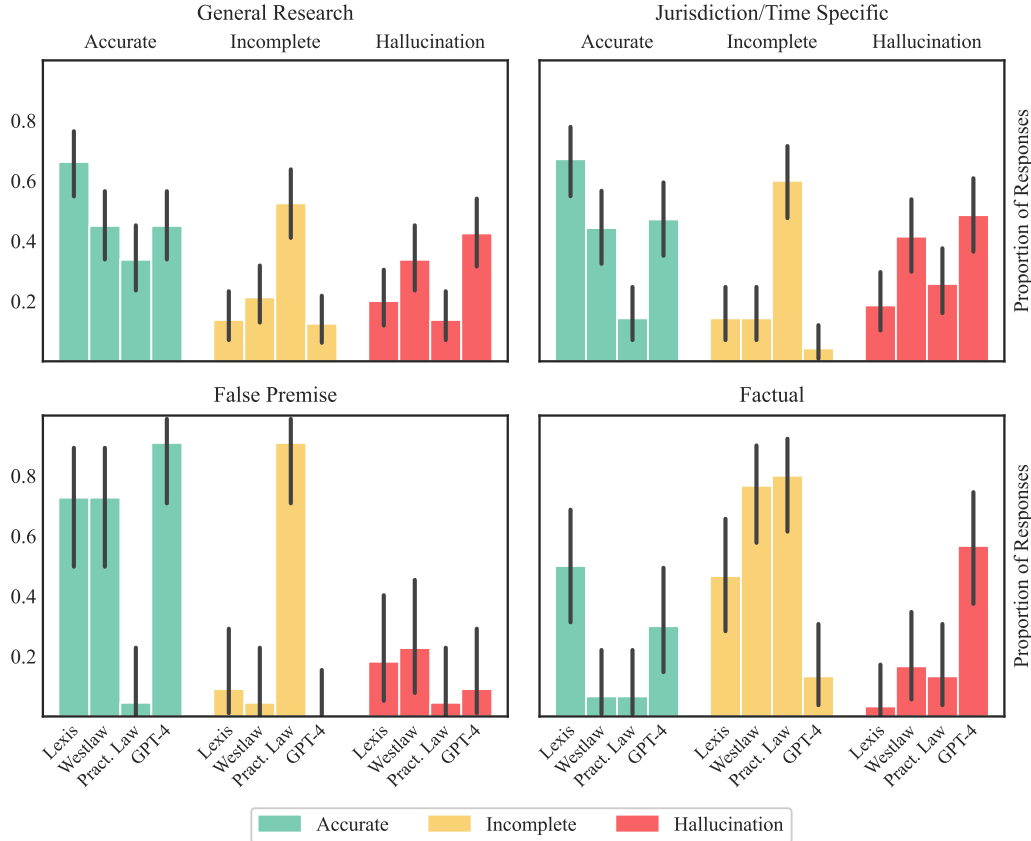 General Research
Jurisdiction/Time Specific
Accurate Incomplete Hallucination
Accurate Incomplete Hallucination
0.8
0.6
0.4
0.2
Proportion of Responses
False Premise
Factual
0.8
0.6
0.4
0.2
Proportion of Responses
Lexis Westlaw Pract. Law GPT-4 Lexis Westlaw Pract. Law GPT-4 Lexis Westlaw Pract. Law GPT-4
Lexis Westlaw Pract. Law GPT-4 Lexis Westlaw Pract. Law GPT-4 Lexis Westlaw Pract. Law GPT-4
Accurate Incomplete Hallucination